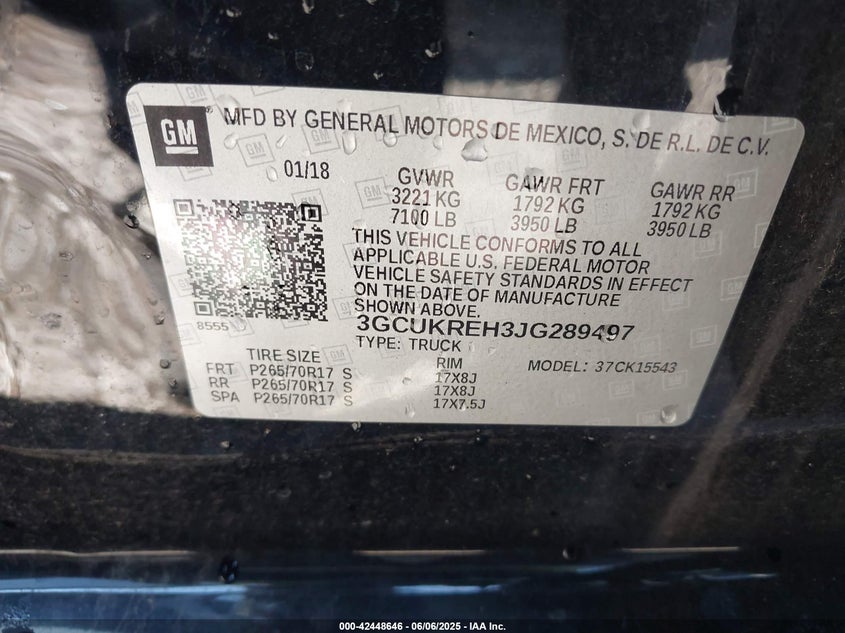 GM
MFD BY GENERAL MOTORS DE MEXICO, S. DE R.L. DE C.V.
01/18
GVWR
3221 KG
7100 LB
GAWR FRT
1792 KG
3950 LB
GAWR RR
1792 KG
3950 LB
THIS VEHICLE CONFORMS TO ALL
APPLICABLE U.S. FEDERAL MOTOR
VEHICLE SAFETY STANDARDS IN EFFECT
ON THE DATE OF MANUFACTURE
SHOWN ABOVE.
8555
3GCUKREH3JG289497
TYPE: TRUCK
MODEL: 37CK15543
TIRE SIZE RIM
FRT P265/70R17 S 17X8J
RR P265/70R17 S 17X8J
SPA P265/70R17 S 17X7.5J
000-42448646 - 06/06/2025 - IAA Inc.